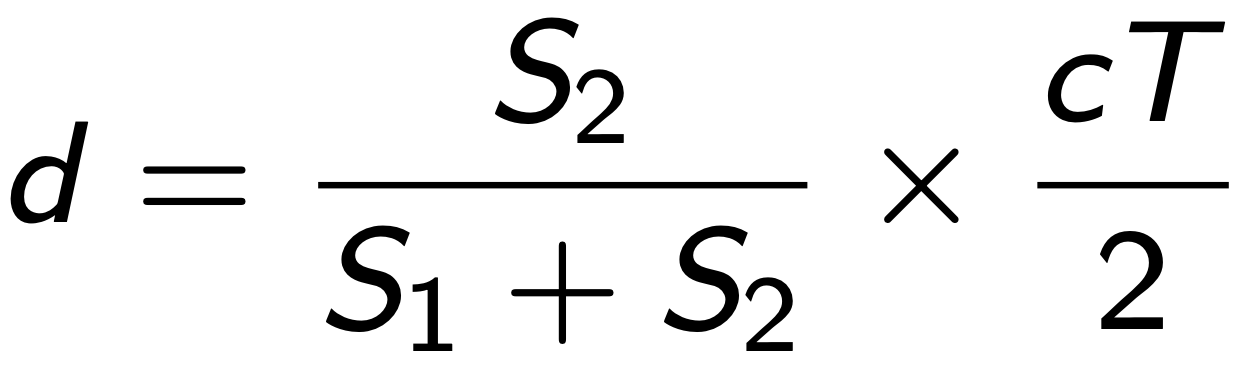 d = S₂ / (S₁ + S₂) × cT / 2